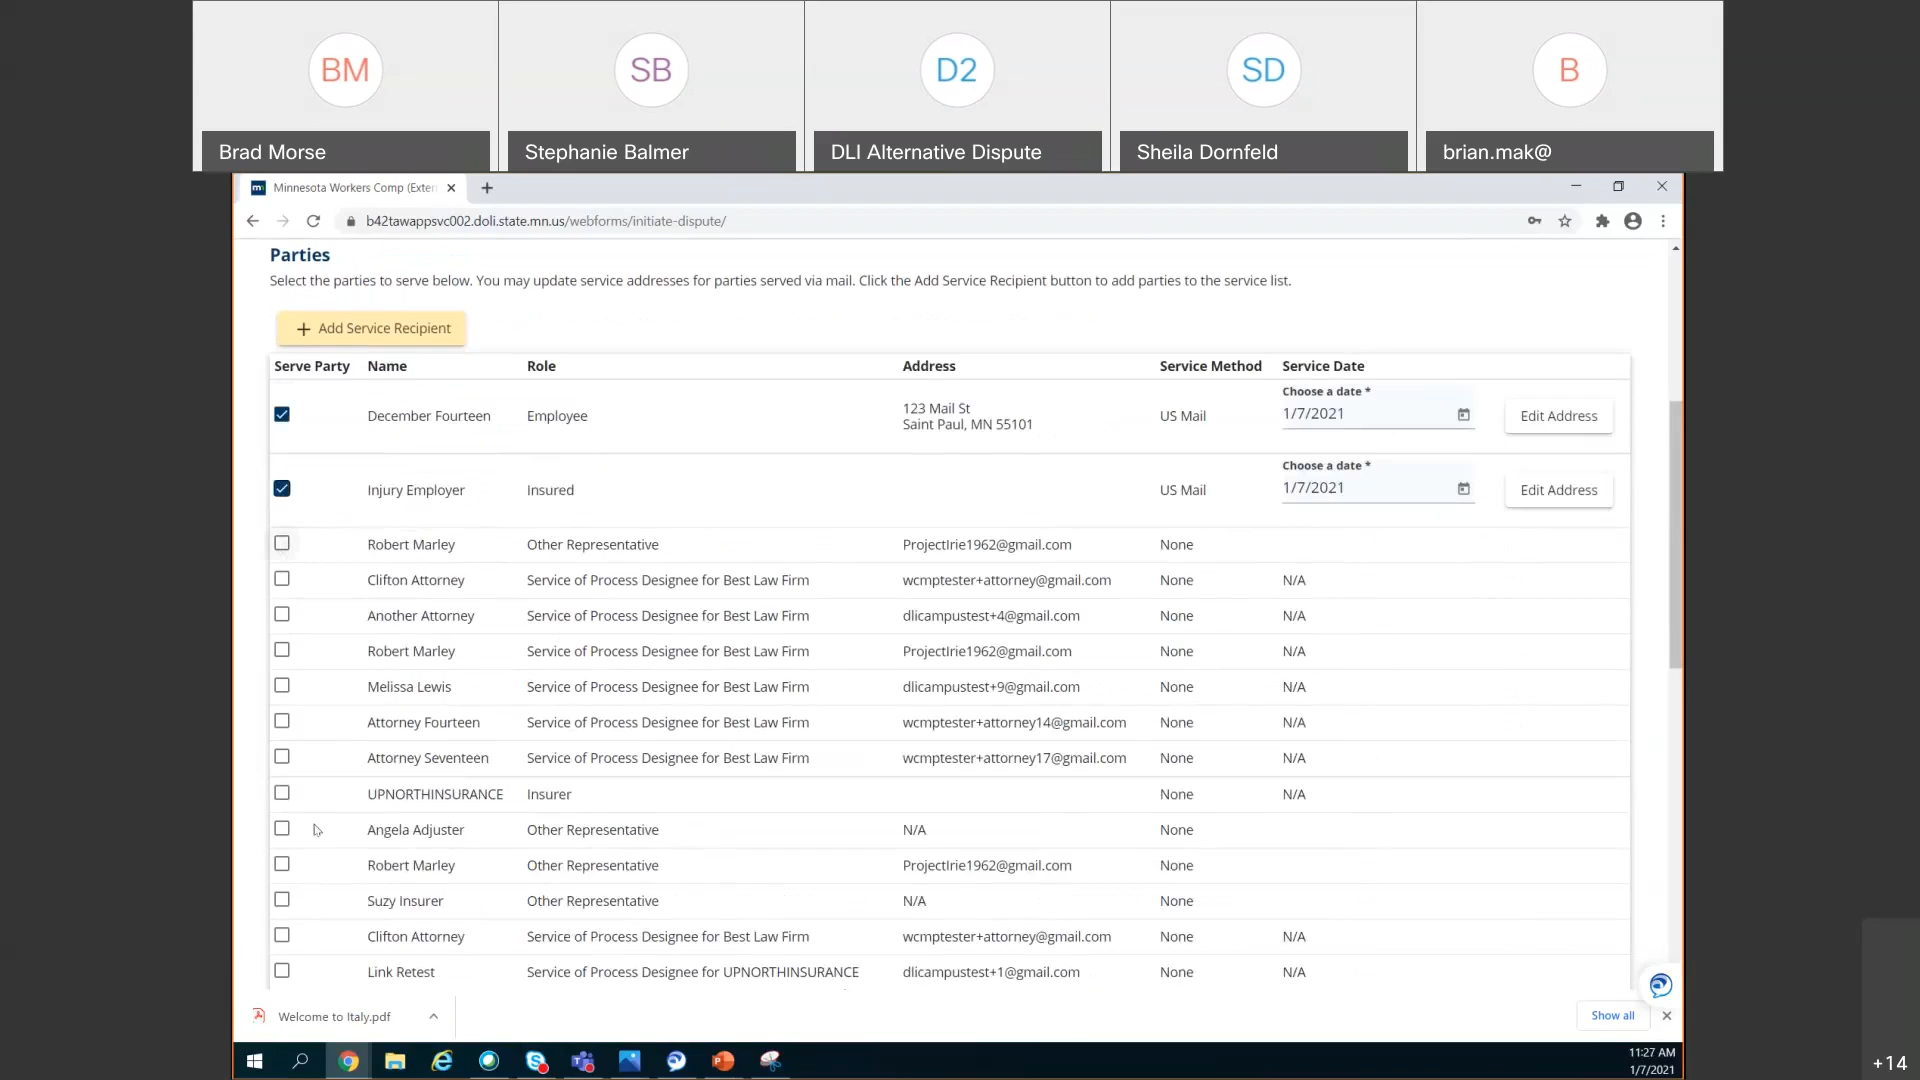 BM
SB
D2
SD
B
Brad Morse
Stephanie Balmer
DLI Alternative Dispute
Sheila Dornfeld
brian.mak@
Minnesota Workers Comp (Exter
b42tawappsvc002.doli.state.mn.us/webforms/initiate-dispute/
Parties
Select the parties to serve below. You may update service addresses for parties served via mail. Click the Add Service Recipient button to add parties to the service list.
Add Service Recipient
Serve Party Name Role Address Service Method Service Date
Choose a date *
December Fourteen Employee 123 Mail St US Mail 1/7/2021 Edit Address
Saint Paul, MN 55101
Choose a date *
Injury Employer Insured US Mail 1/7/2021 Edit Address
Robert Marley Other Representative ProjectIrie1962@gmail.com None
Clifton Attorney Service of Process Designee for Best Law Firm wcmptester+attorney@gmail.com None N/A
Another Attorney Service of Process Designee for Best Law Firm dlicampustest+4@gmail.com None N/A
Robert Marley Service of Process Designee for Best Law Firm ProjectIrie1962@gmail.com None N/A
Melissa Lewis Service of Process Designee for Best Law Firm dlicampustest+9@gmail.com None N/A
Attorney Fourteen Service of Process Designee for Best Law Firm wcmptester+attorney14@gmail.com None N/A
Attorney Seventeen Service of Process Designee for Best Law Firm wcmptester+attorney17@gmail.com None N/A
UPNORTHINSURANCE Insurer None N/A
Angela Adjuster Other Representative N/A None
Robert Marley Other Representative ProjectIrie1962@gmail.com None
Suzy Insurer Other Representative N/A None
Clifton Attorney Service of Process Designee for Best Law Firm wcmptester+attorney@gmail.com None N/A
Link Retest Service of Process Designee for UPNORTHINSURANCE dlicampustest+1@gmail.com None N/A
Welcome to Italy.pdf
Show all
11:27 AM
1/7/2021
+14